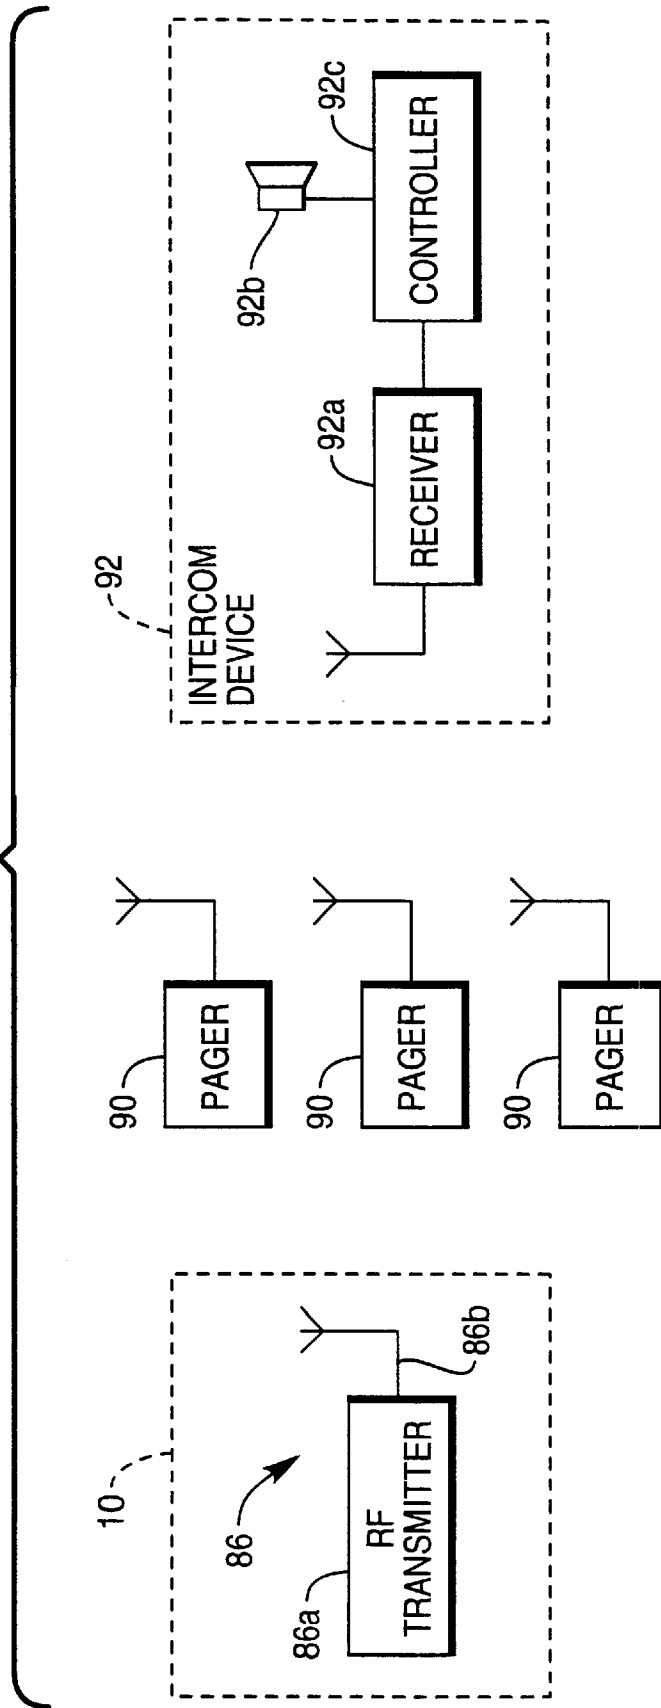 10
86
86a
RF
TRANSMITTER
86b
90
PAGER
90
PAGER
90
PAGER
92
INTERCOM
DEVICE
92a
RECEIVER
92b
92c
CONTROLLER